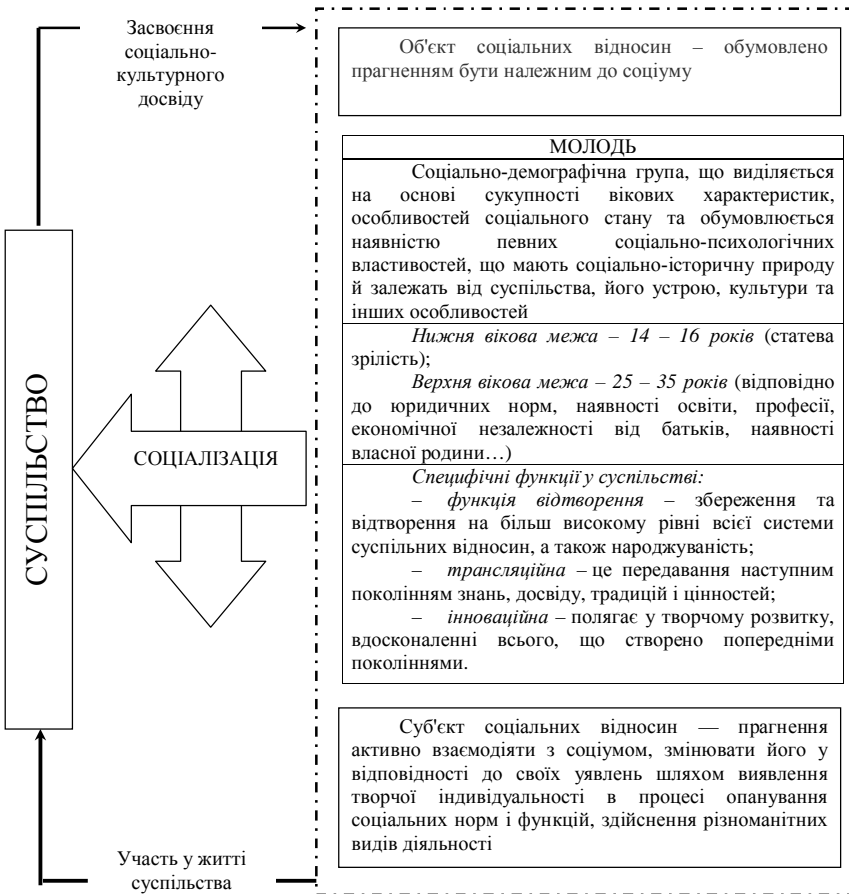 Засвоєння
соціально-
культурного
досвіду
Об'єкт соціальних відносин – обумовлено
прагненням бути належним до соціуму
МОЛОДЬ
Соціально-демографічна група, що виділяється
на основі сукупності вікових характеристик,
особливостей соціального стану та обумовлюється
наявністю певних соціально-психологічних
властивостей, що мають соціально-історичну природу
й залежать від суспільства, його устрою, культури та
інших особливостей
Нижня вікова межа – 14 – 16 років (статева
зрілість);
Верхня вікова межа – 25 – 35 років (відповідно
до юридичних норм, наявності освіти, професії,
економічної незалежності від батьків, наявності
власної родини…)
Специфічні функції у суспільстві:
– функція відтворення – збереження та
відтворення на більш високому рівні всієї системи
суспільних відносин, а також народжуваність;
– трансляційна – це передавання наступним
поколінням знань, досвіду, традицій і цінностей;
– інноваційна – полягає у творчому розвитку,
вдосконаленні всього, що створено попередніми
поколіннями.
СУСПІЛЬСТВО
СОЦІАЛІЗАЦІЯ
Суб'єкт соціальних відносин — прагнення
активно взаємодіяти з соціумом, змінювати його у
відповідності до своїх уявлень шляхом виявлення
творчої індивідуальності в процесі опанування
соціальних норм і функцій, здійснення різноманітних
видів діяльності
Участь у житті
суспільства